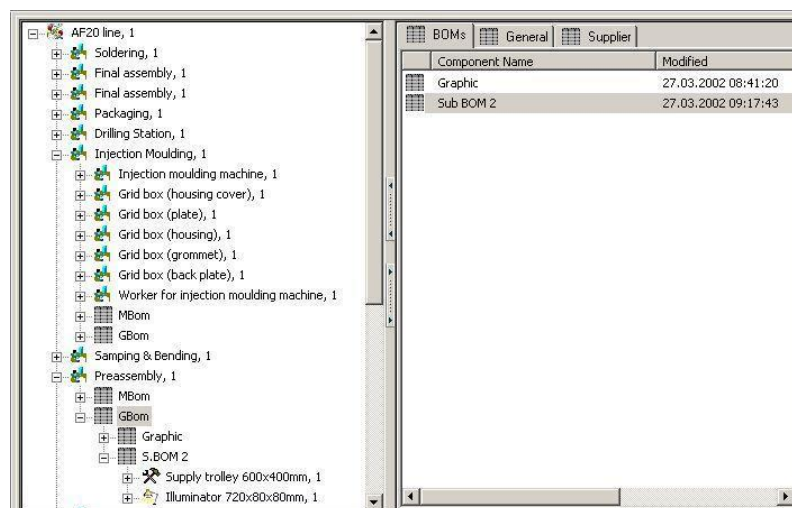 AF20 line, 1
Soldering, 1
Final assembly, 1
Final assembly, 1
Packaging, 1
Drilling Station, 1
Injection Moulding, 1
Injection moulding machine, 1
Grid box (housing cover), 1
Grid box (plate), 1
Grid box (housing), 1
Grid box (grommet), 1
Grid box (back plate), 1
Worker for injection moulding machine, 1
MBom
GBom
Samping & Bending, 1
Preassembly, 1
MBom
GBom
Graphic
S.BOM 2
Supply trolley 600x400mm, 1
Illuminator 720x80x80mm, 1
BOMs General Supplier
Component Name Modified
Graphic 27.03.2002 08:41:20
Sub BOM 2 27.03.2002 09:17:43